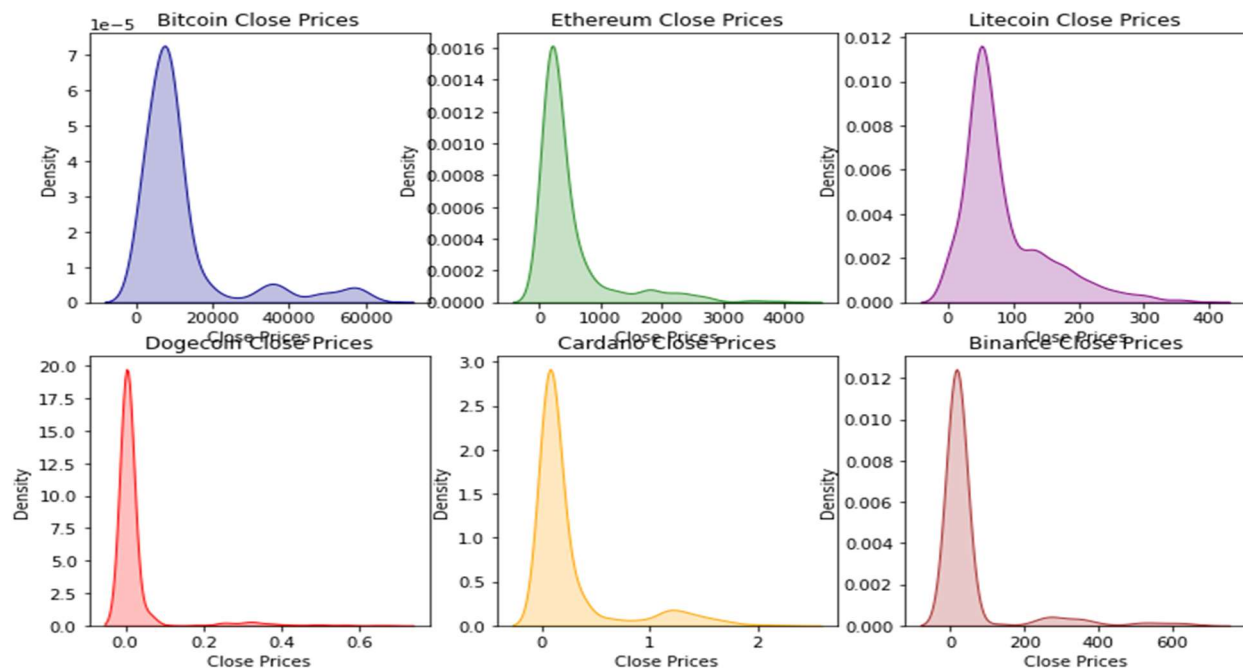 Bitcoin Close Prices
1e−5
7
6
5
4
3
2
1
0
Density
0 20000 40000 60000
Close Prices
Ethereum Close Prices
0.0016
0.0014
0.0012
0.0010
0.0008
0.0006
0.0004
0.0002
0.0000
Density
0 1000 2000 3000 4000
Close Prices
Litecoin Close Prices
0.012
0.010
0.008
0.006
0.004
0.002
0.000
Density
0 100 200 300 400
Close Prices
Dogecoin Close Prices
20.0
17.5
15.0
12.5
10.0
7.5
5.0
2.5
0.0
Density
0.0 0.2 0.4 0.6
Close Prices
Cardano Close Prices
3.0
2.5
2.0
1.5
1.0
0.5
0.0
Density
0 1 2
Close Prices
Binance Close Prices
0.012
0.010
0.008
0.006
0.004
0.002
0.000
Density
0 200 400 600
Close Prices